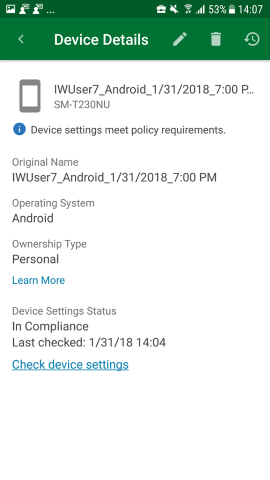 ... 53% 14:07
Device Details
IWUser7_Android_1/31/2018_7:00 P...
SM-T230NU
Device settings meet policy requirements.
Original Name
IWUser7_Android_1/31/2018_7:00 PM
Operating System
Android
Ownership Type
Personal
Learn More
Device Settings Status
In Compliance
Last checked: 1/31/18 14:04
Check device settings